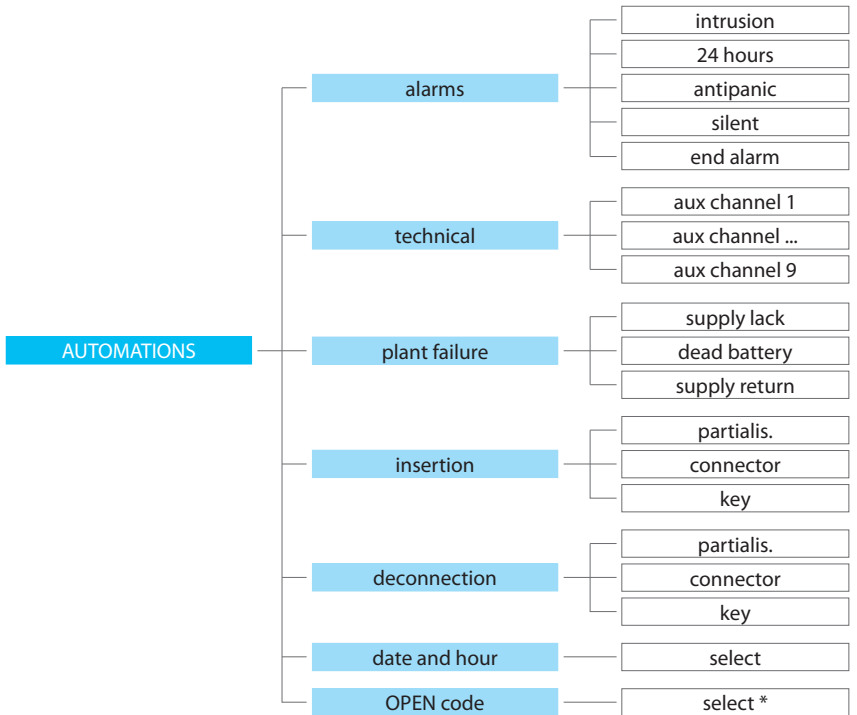 AUTOMATIONS
alarms
intrusion
24 hours
antipanic
silent
end alarm
technical
aux channel 1
aux channel ...
aux channel 9
plant failure
supply lack
dead battery
supply return
insertion
partialis.
connector
key
deconnection
partialis.
connector
key
date and hour
select
OPEN code
select *